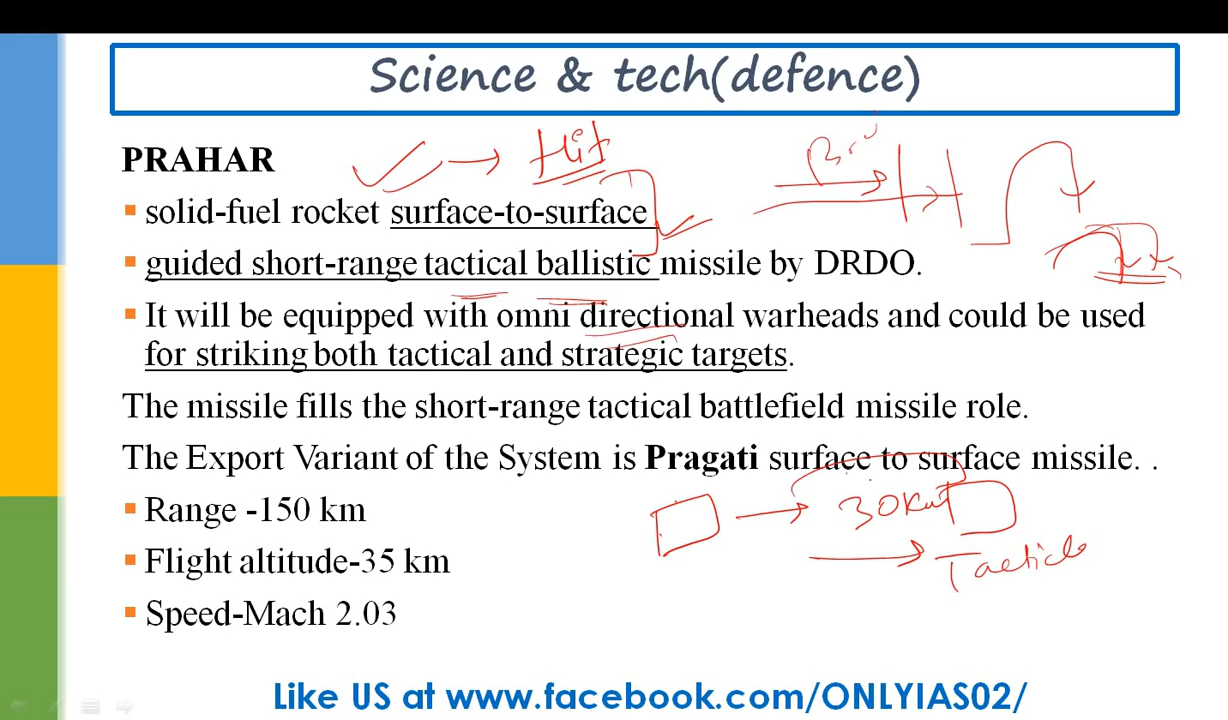 Science & tech(defence)
PRAHAR
Hit
▪ solid-fuel rocket surface-to-surface
▪ guided short-range tactical ballistic missile by DRDO.
▪ It will be equipped with omni directional warheads and could be used
for striking both tactical and strategic targets.
The missile fills the short-range tactical battlefield missile role.
The Export Variant of the System is Pragati surface to surface missile. .
▪ Range -150 km
▪ Flight altitude-35 km
▪ Speed-Mach 2.03
Like US at www.facebook.com/ONLYIAS02/